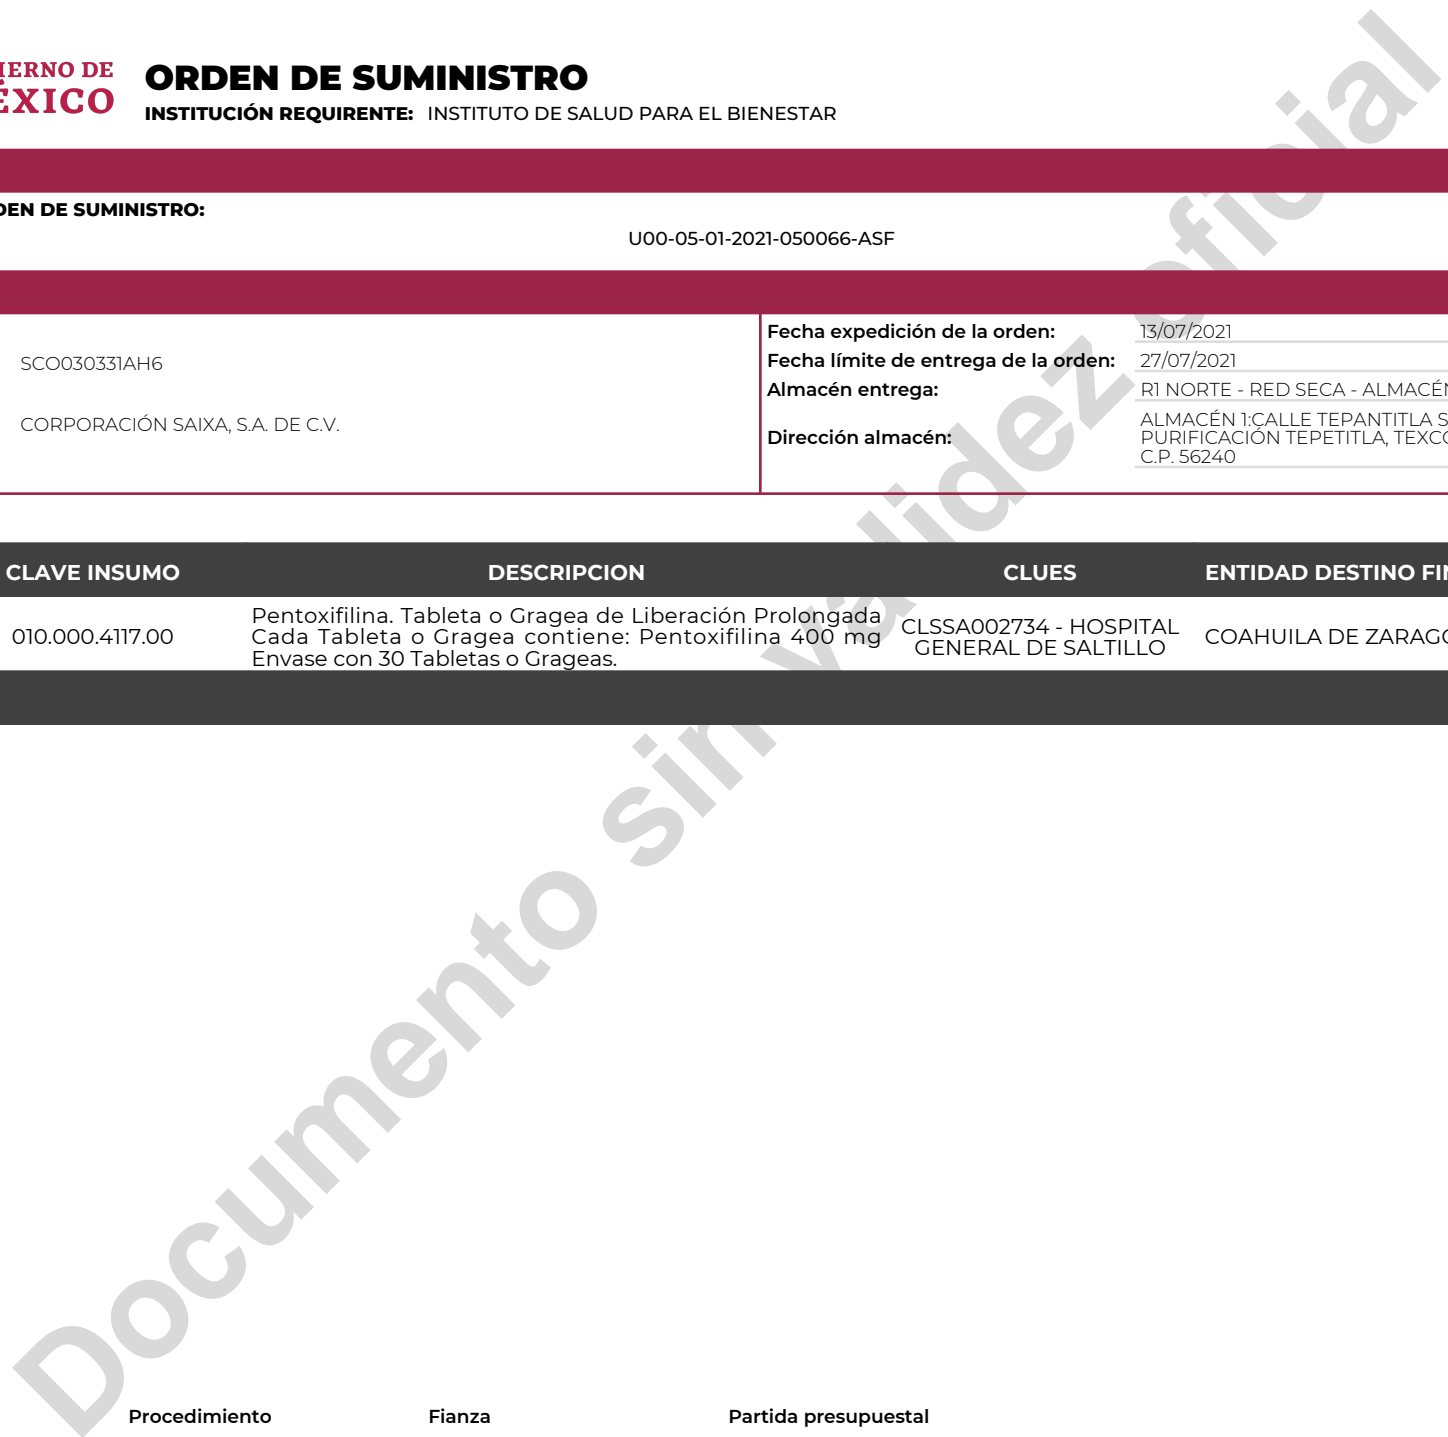 IERNO DE
ÉXICO
ORDEN DE SUMINISTRO
INSTITUCIÓN REQUIRENTE: INSTITUTO DE SALUD PARA EL BIENESTAR
DEN DE SUMINISTRO:
U00-05-01-2021-050066-ASF
SCO030331AH6
CORPORACIÓN SAIXA, S.A. DE C.V.
Fecha expedición de la orden: 13/07/2021
Fecha límite de entrega de la orden: 27/07/2021
Almacén entrega: R1 NORTE - RED SECA - ALMACÉN
Dirección almacén: ALMACÉN 1:CALLE TEPANTITLA S
PURIFICACIÓN TEPETITLA, TEXCO
C.P. 56240
CLAVE INSUMO DESCRIPCION CLUES ENTIDAD DESTINO FIN
010.000.4117.00
Pentoxifilina. Tableta o Gragea de Liberación Prolongada
Cada Tableta o Gragea contiene: Pentoxifilina 400 mg
Envase con 30 Tabletas o Grageas.
CLSSA002734 - HOSPITAL
GENERAL DE SALTILLO
COAHUILA DE ZARAGO
Documento sin validez oficial
Procedimiento Fianza Partida presupuestal